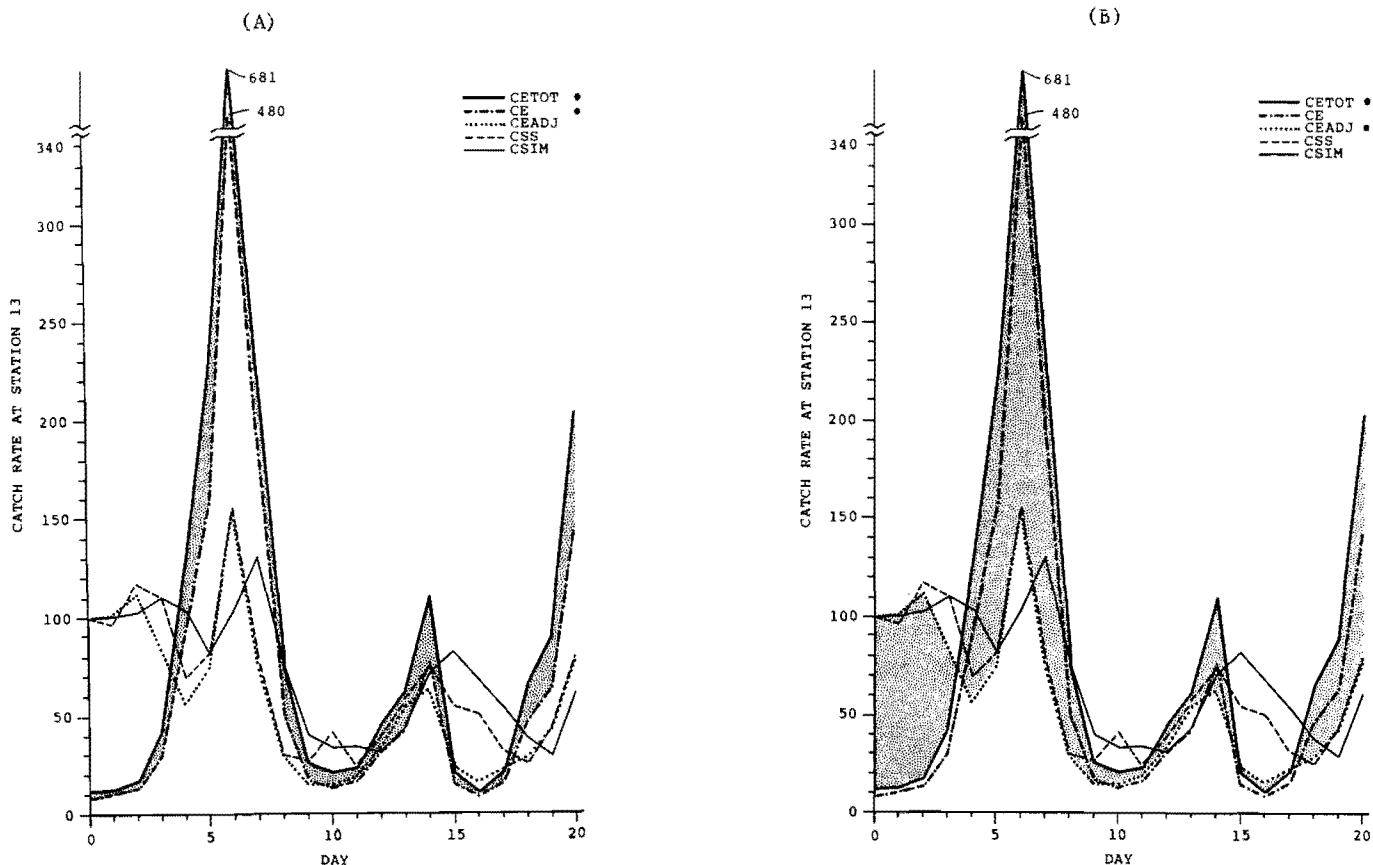 (A)
681
480
CETOT
CE
CEADJ
CSS
CSIM
340
300
250
200
150
100
50
0
CATCH RATE AT STATION 13
0 5 10 15 20
DAY
(B)
681
480
CETOT
CE
CEADJ
CSS
CSIM
340
300
250
200
150
100
50
0
CATCH RATE AT STATION 13
0 5 10 15 20
DAY